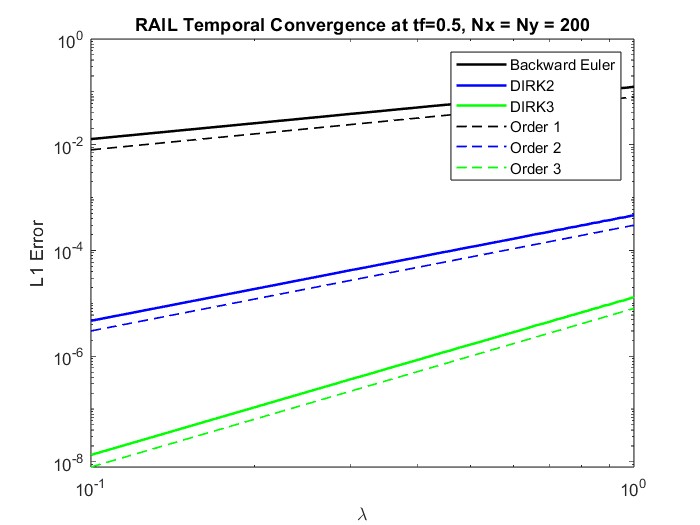 RAIL Temporal Convergence at tf=0.5, Nx = Ny = 200
10^0
10^-2
10^-4
10^-6
10^-8
L1 Error
Backward Euler
DIRK2
DIRK3
Order 1
Order 2
Order 3
10^-1
10^0
λ